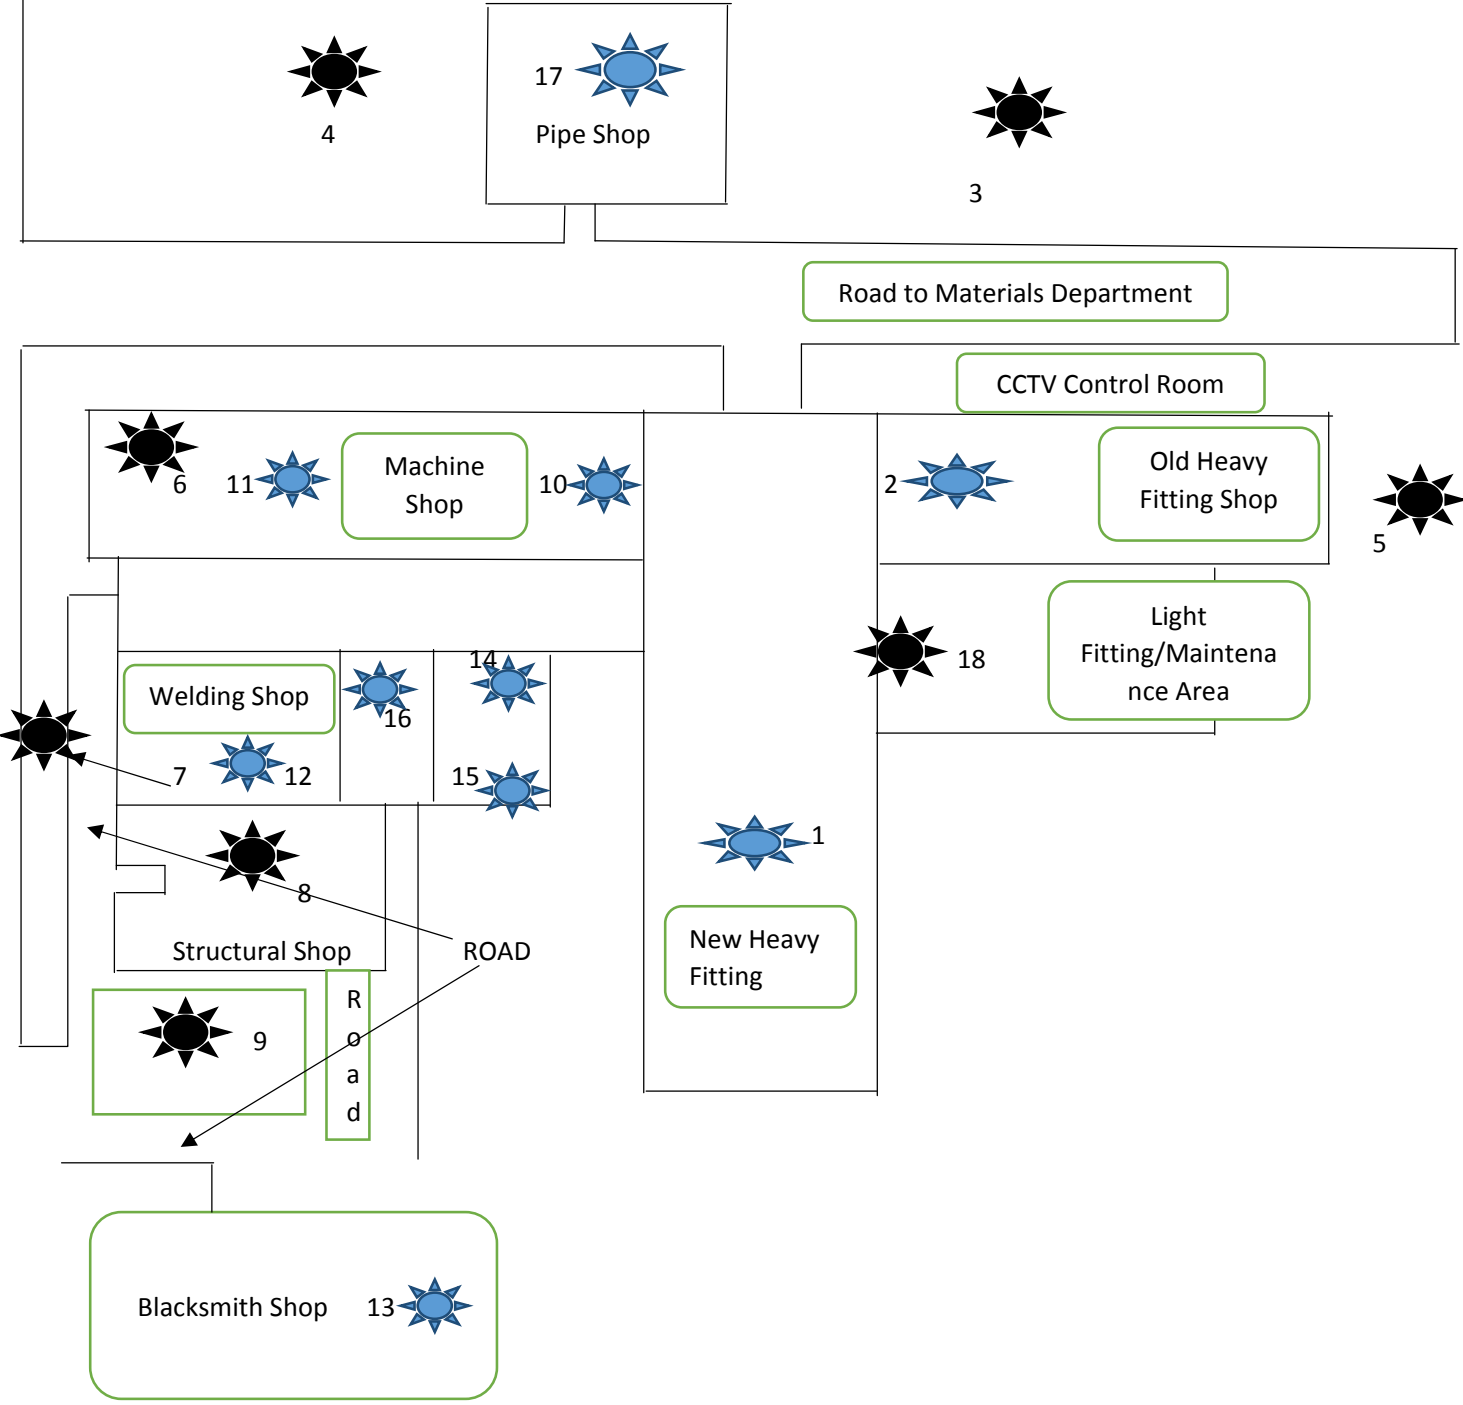 17
4
Pipe Shop
3
Road to Materials Department
CCTV Control Room
6
11
Machine
Shop
10
2
Old Heavy
Fitting Shop
5
Light
Fitting/Maintena
nce Area
18
14
Welding Shop
16
7
12
15
1
8
Structural Shop
ROAD
New Heavy
Fitting
R
o
a
d
9
Blacksmith Shop
13